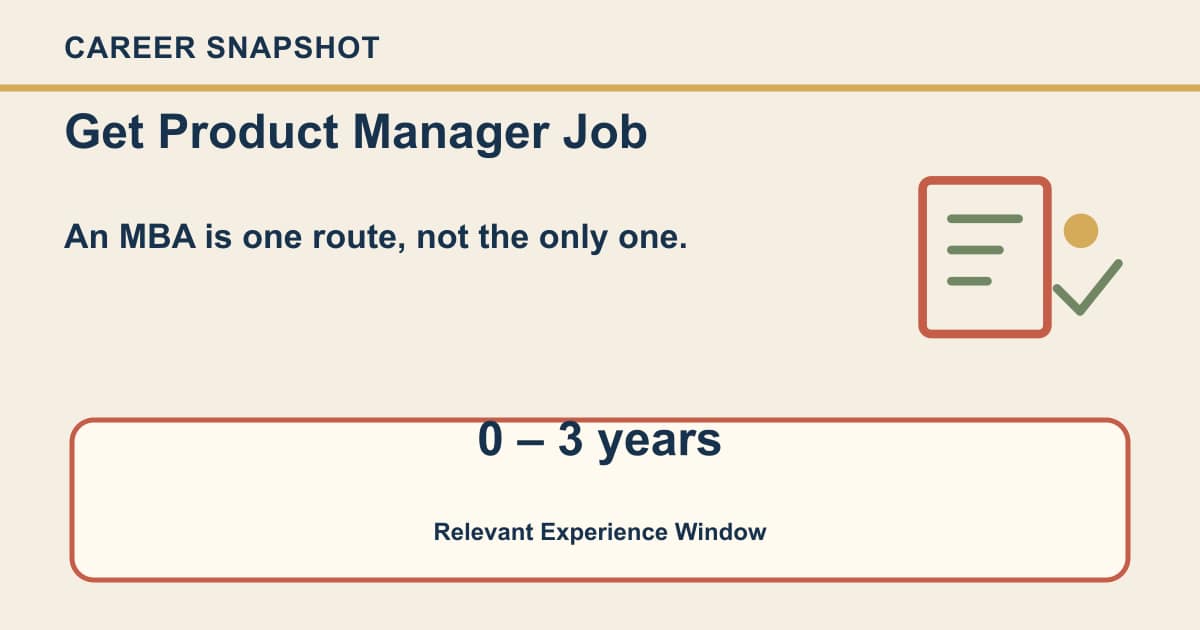 CAREER SNAPSHOT
Get Product Manager Job
An MBA is one route, not the only one.
0 – 3 years
Relevant Experience Window